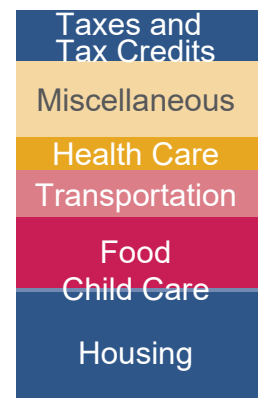 Taxes and
Tax Credits
Miscellaneous
Health Care
Transportation
Food
Child Care
Housing